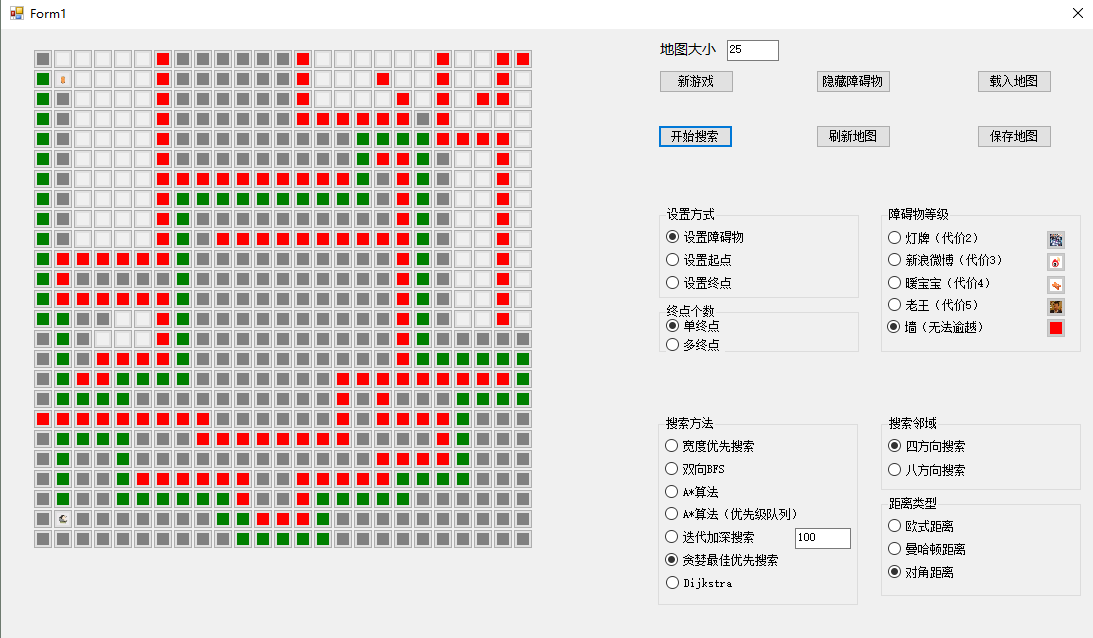 Form1
地图大小 25
新游戏 隐藏障碍物 载入地图
开始搜索 刷新地图 保存地图
设置方式
设置障碍物
设置起点
设置终点
终点个数
单终点
多终点
障碍物等级
灯牌（代价2）
新浪微博（代价3）
暖宝宝（代价4）
老王（代价5）
墙（无法逾越）
搜索方法
宽度优先搜索
双向BFS
A*算法
A*算法（优先级队列）
迭代加深搜索 100
贪婪最佳优先搜索
Dijkstra
搜索邻域
四方向搜索
八方向搜索
距离类型
欧式距离
曼哈顿距离
对角距离